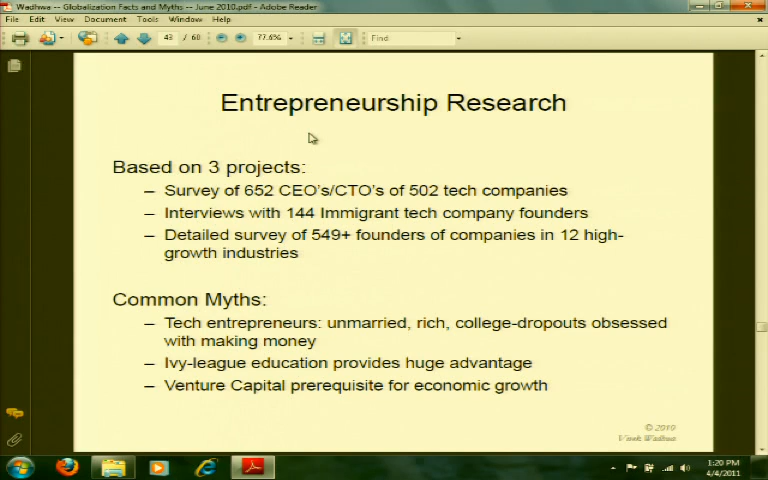 Wadhwa -- Globalization Facts and Myths -- June 2010.pdf - Adobe Reader
File Edit View Document Tools Window Help
43 / 60 77.6% Find
Entrepreneurship Research
Based on 3 projects:
– Survey of 652 CEO's/CTO's of 502 tech companies
– Interviews with 144 Immigrant tech company founders
– Detailed survey of 549+ founders of companies in 12 high-
growth industries
Common Myths:
– Tech entrepreneurs: unmarried, rich, college-dropouts obsessed
with making money
– Ivy-league education provides huge advantage
– Venture Capital prerequisite for economic growth
© 2010
Vivek Wadhwa
1:20 PM
4/4/2011